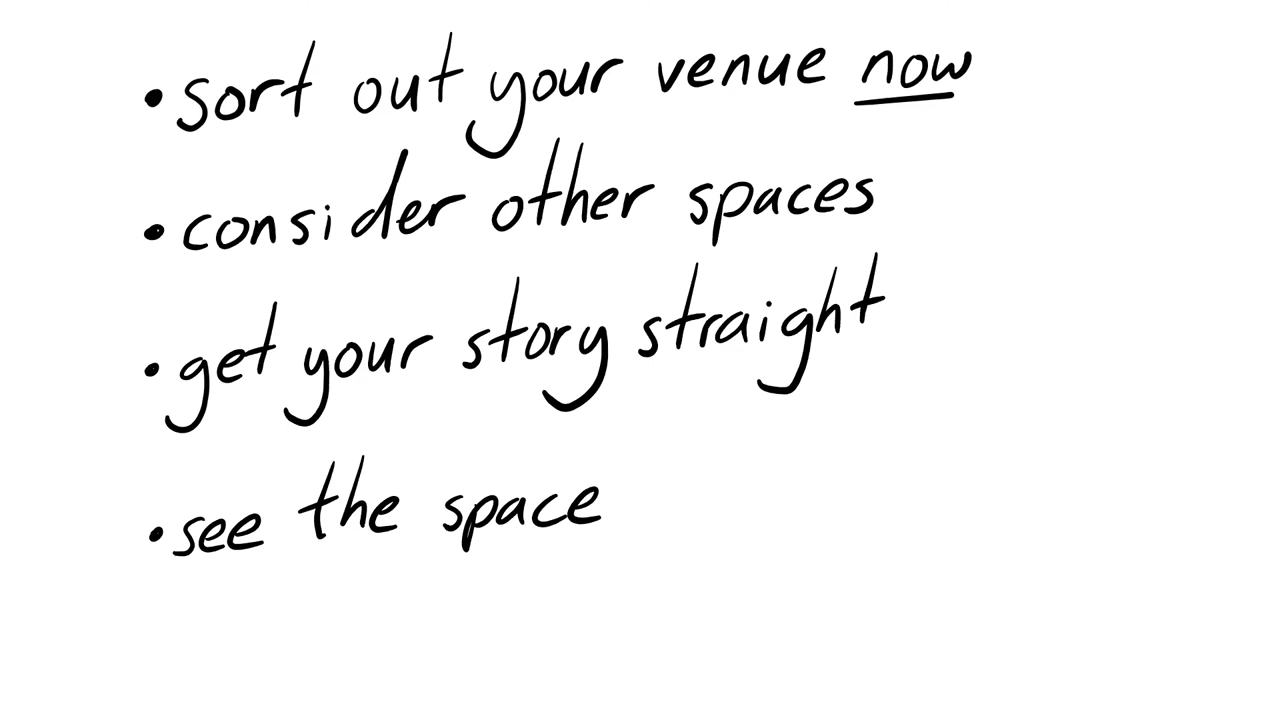 • sort out your venue now
• consider other spaces
• get your story straight
• see the space